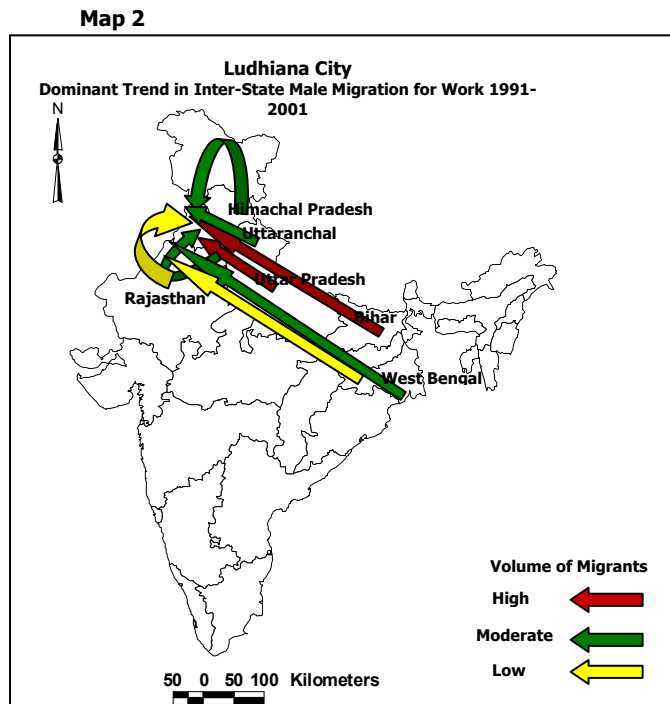 Map 2
Ludhiana City
Dominant Trend in Inter-State Male Migration for Work 1991-
2001
N
Himachal Pradesh
Uttaranchal
Uttar Pradesh
Rajasthan
Bihar
West Bengal
Volume of Migrants
High
Moderate
Low
50 0 50 100 Kilometers